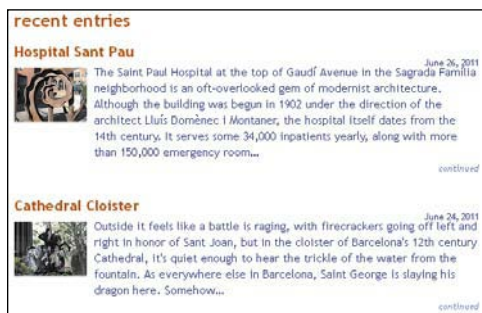 recent entries
Hospital Sant Pau
June 26, 2011
The Saint Paul Hospital at the top of Gaudí Avenue in the Sagrada Família
neighborhood is an oft-overlooked gem of modernist architecture.
Although the building was begun in 1902 under the direction of the
architect Lluís Domènec i Montaner, the hospital itself dates from the
14th century. It serves some 34,000 inpatients yearly, along with more
than 150,000 emergency room...
continued
Cathedral Cloister
June 24, 2011
Outside it feels like a battle is raging, with firecrackers going off left and
right in honor of Sant Joan, but in the cloister of Barcelona's 12th century
Cathedral, it's quiet enough to hear the trickle of the water from the
fountain. As everywhere else in Barcelona, Saint George is slaying his
dragon here. Somehow...
continued